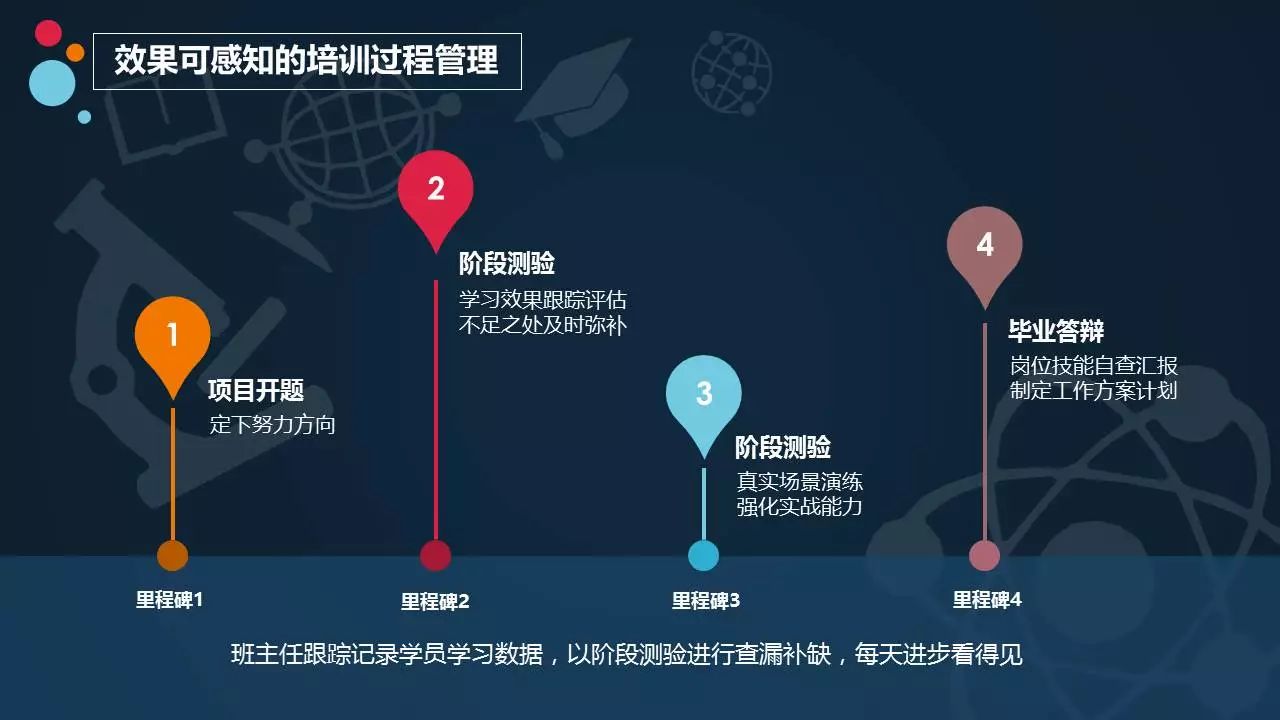 效果可感知的培训过程管理
1
项目开题
定下努力方向
2
阶段测验
学习效果跟踪评估
不足之处及时弥补
3
阶段测验
真实场景演练
强化实战能力
4
毕业答辩
岗位技能自查汇报
制定工作方案计划
里程碑1
里程碑2
里程碑3
里程碑4
班主任跟踪记录学员学习数据，以阶段测验进行查漏补缺，每天进步看得见